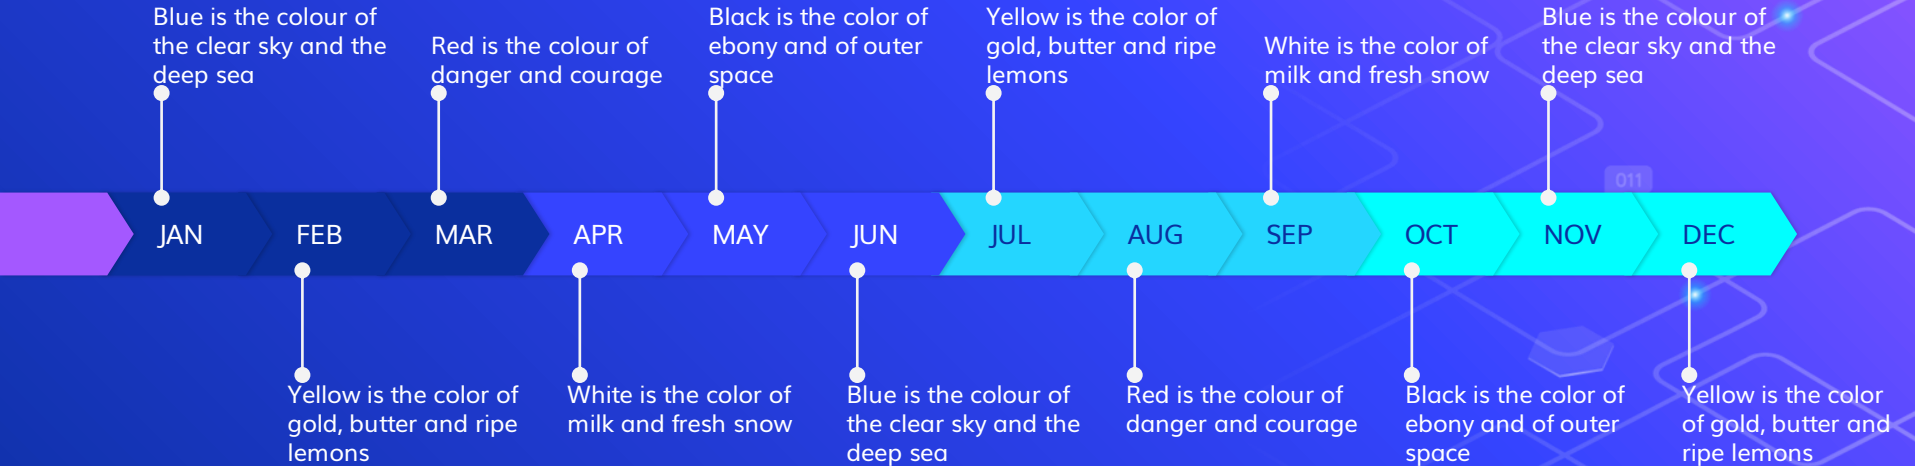 Blue is the colour of
the clear sky and the
deep sea
Red is the colour of
danger and courage
Black is the color of
ebony and of outer
space
Yellow is the color of
gold, butter and ripe
lemons
White is the color of
milk and fresh snow
Blue is the colour of
the clear sky and the
deep sea
011
JAN
FEB
MAR
APR
MAY
JUN
JUL
AUG
SEP
OCT
NOV
DEC
Yellow is the color of
gold, butter and ripe
lemons
White is the color of
milk and fresh snow
Blue is the colour of
the clear sky and the
deep sea
Red is the colour of
danger and courage
Black is the color of
ebony and of outer
space
Yellow is the color
of gold, butter and
ripe lemons